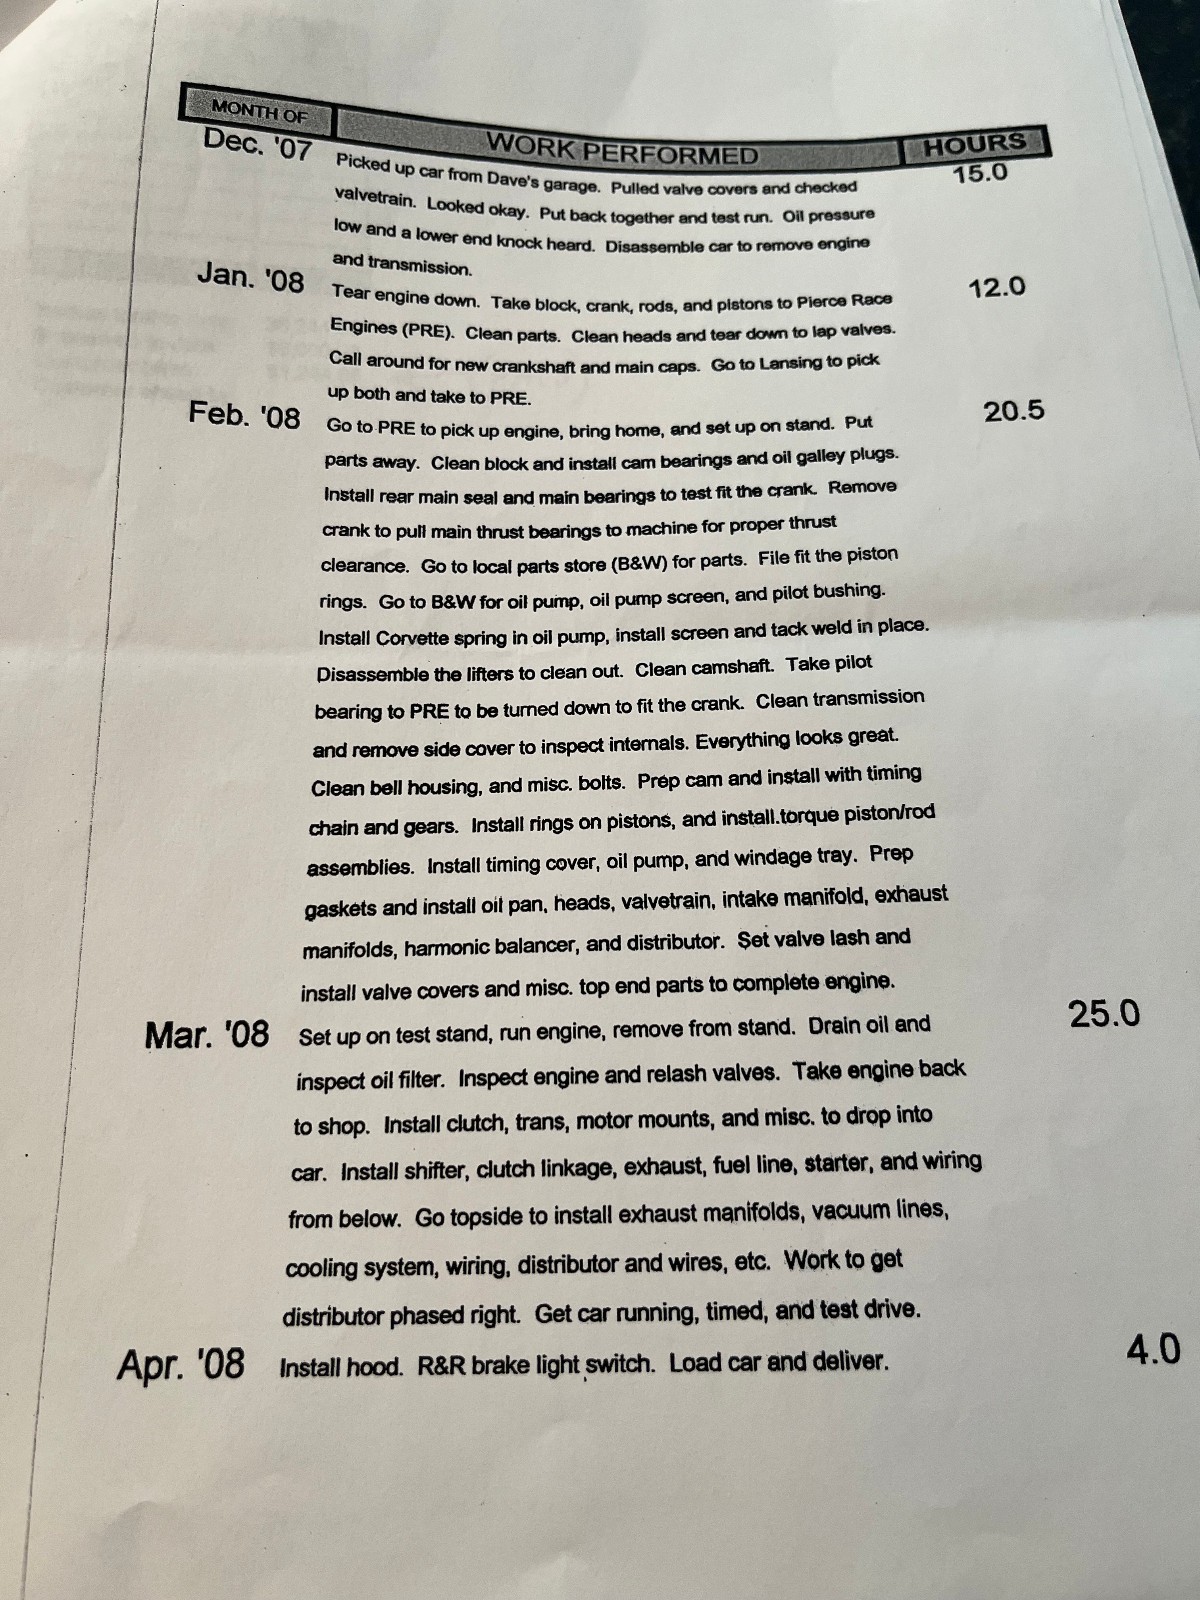 MONTH OF WORK PERFORMED HOURS
Dec. '07 Picked up car from Dave's garage. Pulled valve covers and checked 15.0
valvetrain. Looked okay. Put back together and test run. Oil pressure
low and a lower end knock heard. Disassemble car to remove engine
and transmission.
Jan. '08 Tear engine down. Take block, crank, rods, and pistons to Pierce Race 12.0
Engines (PRE). Clean parts. Clean heads and tear down to lap valves.
Call around for new crankshaft and main caps. Go to Lansing to pick
up both and take to PRE.
Feb. '08 Go to PRE to pick up engine, bring home, and set up on stand. Put 20.5
parts away. Clean block and install cam bearings and oil galley plugs.
Install rear main seal and main bearings to test fit the crank. Remove
crank to pull main thrust bearings to machine for proper thrust
clearance. Go to local parts store (B&W) for parts. File fit the piston
rings. Go to B&W for oil pump, oil pump screen, and pilot bushing.
Install Corvette spring in oil pump, install screen and tack weld in place.
Disassemble the lifters to clean out. Clean camshaft. Take pilot
bearing to PRE to be turned down to fit the crank. Clean transmission
and remove side cover to inspect internals. Everything looks great.
Clean bell housing, and misc. bolts. Prep cam and install with timing
chain and gears. Install rings on pistons, and install.torque piston/rod
assemblies. Install timing cover, oil pump, and windage tray. Prep
gaskets and install oil pan, heads, valvetrain, intake manifold, exhaust
manifolds, harmonic balancer, and distributor. Set valve lash and
install valve covers and misc. top end parts to complete engine.
Mar. '08 Set up on test stand, run engine, remove from stand. Drain oil and 25.0
inspect oil filter. Inspect engine and relash valves. Take engine back
to shop. Install clutch, trans, motor mounts, and misc. to drop into
car. Install shifter, clutch linkage, exhaust, fuel line, starter, and wiring
from below. Go topside to install exhaust manifolds, vacuum lines,
cooling system, wiring, distributor and wires, etc. Work to get
distributor phased right. Get car running, timed, and test drive.
Apr. '08 Install hood. R&R brake light switch. Load car and deliver. 4.0